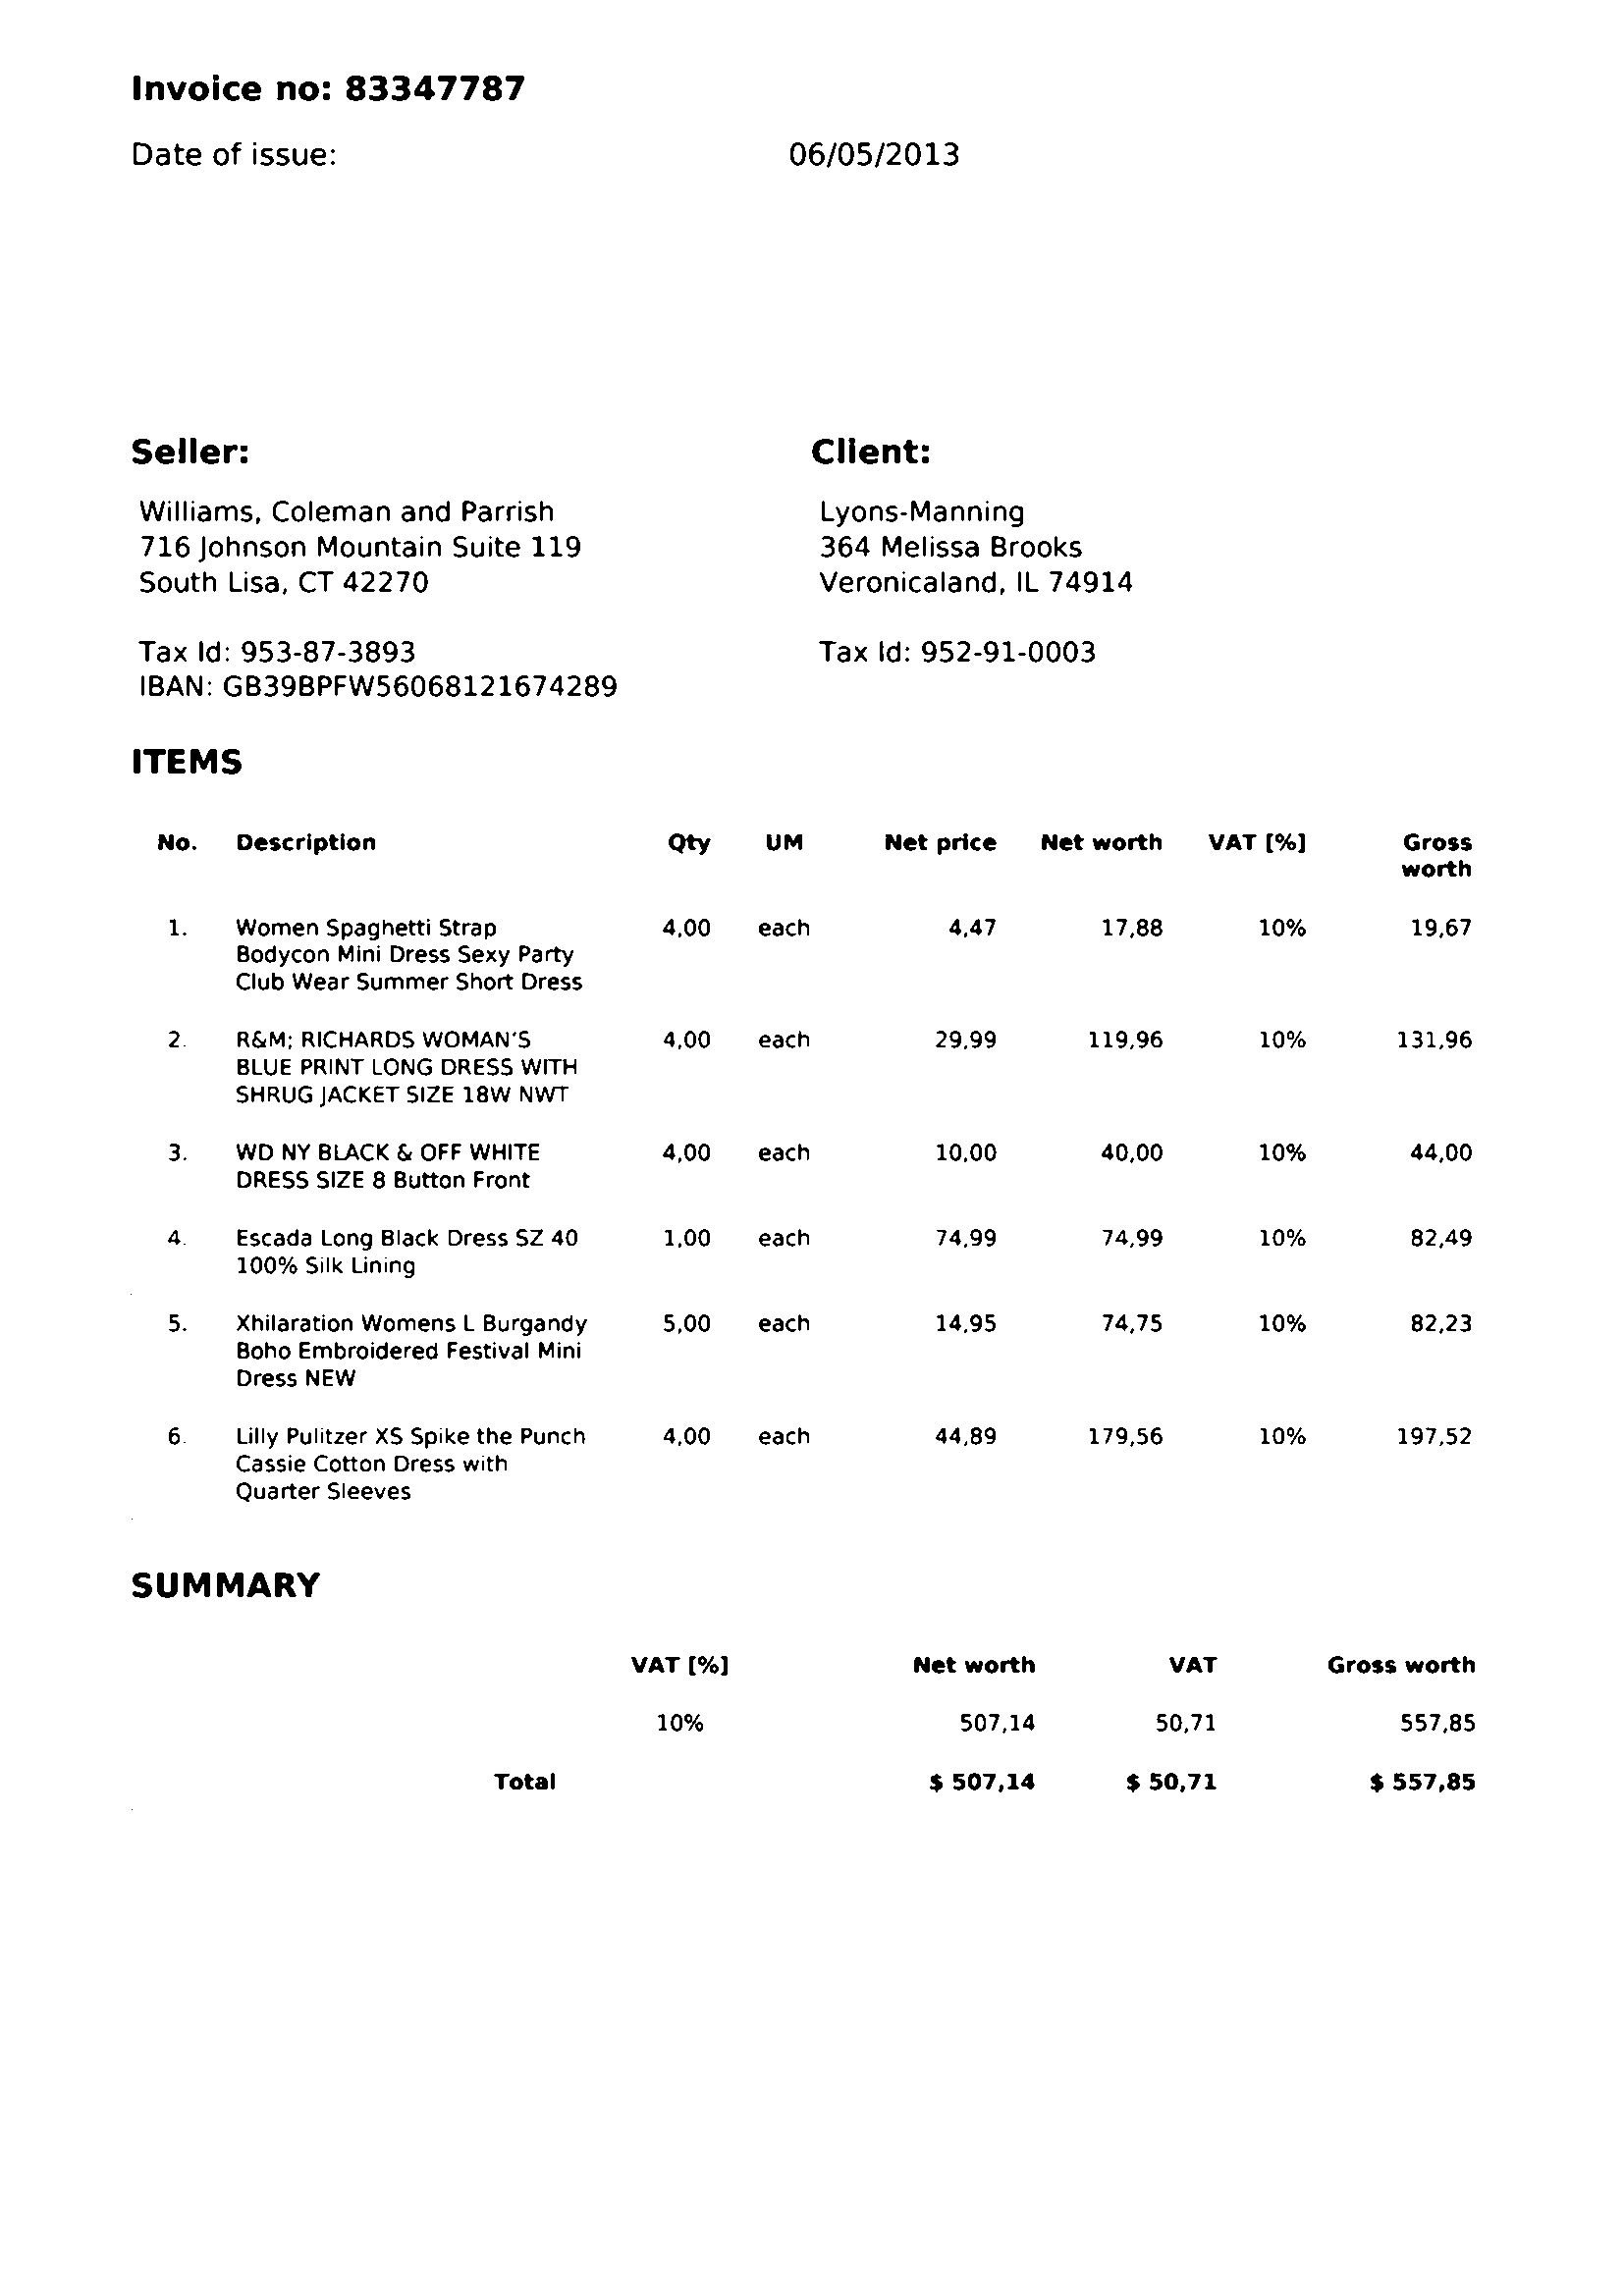 Invoice no: 83347787
Date of issue: 06/05/2013
Seller: Client:
Williams, Coleman and Parrish Lyons-Manning
716 Johnson Mountain Suite 119 364 Melissa Brooks
South Lisa, CT 42270 Veronicaland, IL 74914
Tax Id: 953-87-3893 Tax Id: 952-91-0003
IBAN: GB39BPFW56068121674289
ITEMS
No. Description Qty UM Net price Net worth VAT [%] Gross
worth
1. Women Spaghetti Strap 4,00 each 4,47 17,88 10% 19,67
Bodycon Mini Dress Sexy Party
Club Wear Summer Short Dress
2. R&M; RICHARDS WOMAN'S 4,00 each 29,99 119,96 10% 131,96
BLUE PRINT LONG DRESS WITH
SHRUG JACKET SIZE 18W NWT
3. WD NY BLACK & OFF WHITE 4,00 each 10,00 40,00 10% 44,00
DRESS SIZE 8 Button Front
4. Escada Long Black Dress SZ 40 1,00 each 74,99 74,99 10% 82,49
100% Silk Lining
5. Xhilaration Womens L Burgandy 5,00 each 14,95 74,75 10% 82,23
Boho Embroidered Festival Mini
Dress NEW
6. Lilly Pulitzer XS Spike the Punch 4,00 each 44,89 179,56 10% 197,52
Cassie Cotton Dress with
Quarter Sleeves
SUMMARY
VAT [%] Net worth VAT Gross worth
10% 507,14 50,71 557,85
Total $ 507,14 $ 50,71 $ 557,85